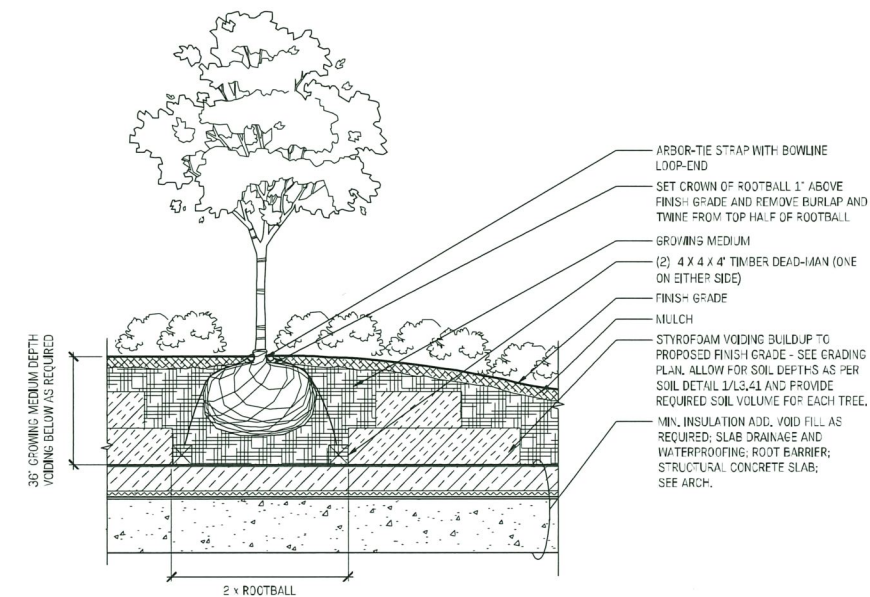 ARBOR-TIE STRAP WITH BOWLINE
LOOP-END
SET CROWN OF ROOTBALL 1" ABOVE
FINISH GRADE AND REMOVE BURLAP AND
TWINE FROM TOP HALF OF ROOTBALL
GROWING MEDIUM
(2) 4 X 4 X 4' TIMBER DEAD-MAN (ONE
ON EITHER SIDE)
FINISH GRADE
MULCH
STYROFOAM VOIDING BUILDUP TO
PROPOSED FINISH GRADE - SEE GRADING
PLAN. ALLOW FOR SOIL DEPTHS AS PER
SOIL DETAIL 1/L3.41 AND PROVIDE
REQUIRED SOIL VOLUME FOR EACH TREE.
MIN. INSULATION ADD. VOID FILL AS
REQUIRED; SLAB DRAINAGE AND
WATERPROOFING; ROOT BARRIER;
STRUCTURAL CONCRETE SLAB;
SEE ARCH.
36" GROWING MEDIUM DEPTH
VOIDING BELOW AS REQUIRED
2 x ROOTBALL